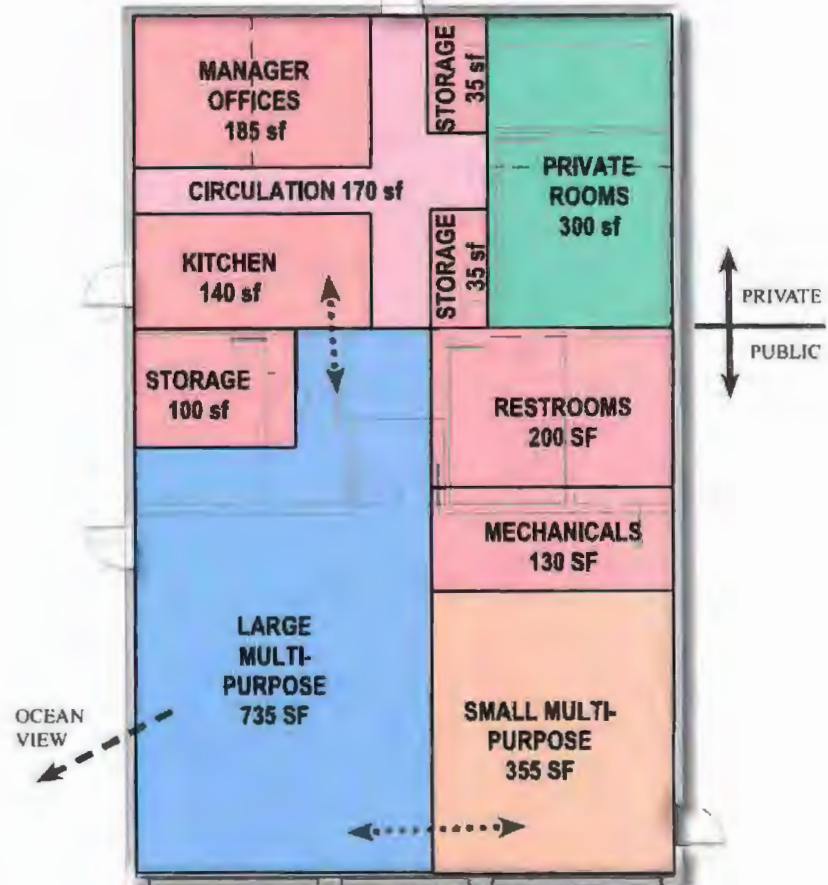 MANAGER
OFFICES
185 sf
STORAGE
35 sf
PRIVATE
ROOMS
300 sf
CIRCULATION 170 sf
KITCHEN
140 sf
STORAGE
35 sf
PRIVATE
PUBLIC
STORAGE
100 sf
RESTROOMS
200 SF
MECHANICALS
130 SF
LARGE
MULTI-
PURPOSE
735 SF
OCEAN
VIEW
SMALL MULTI-
PURPOSE
355 SF